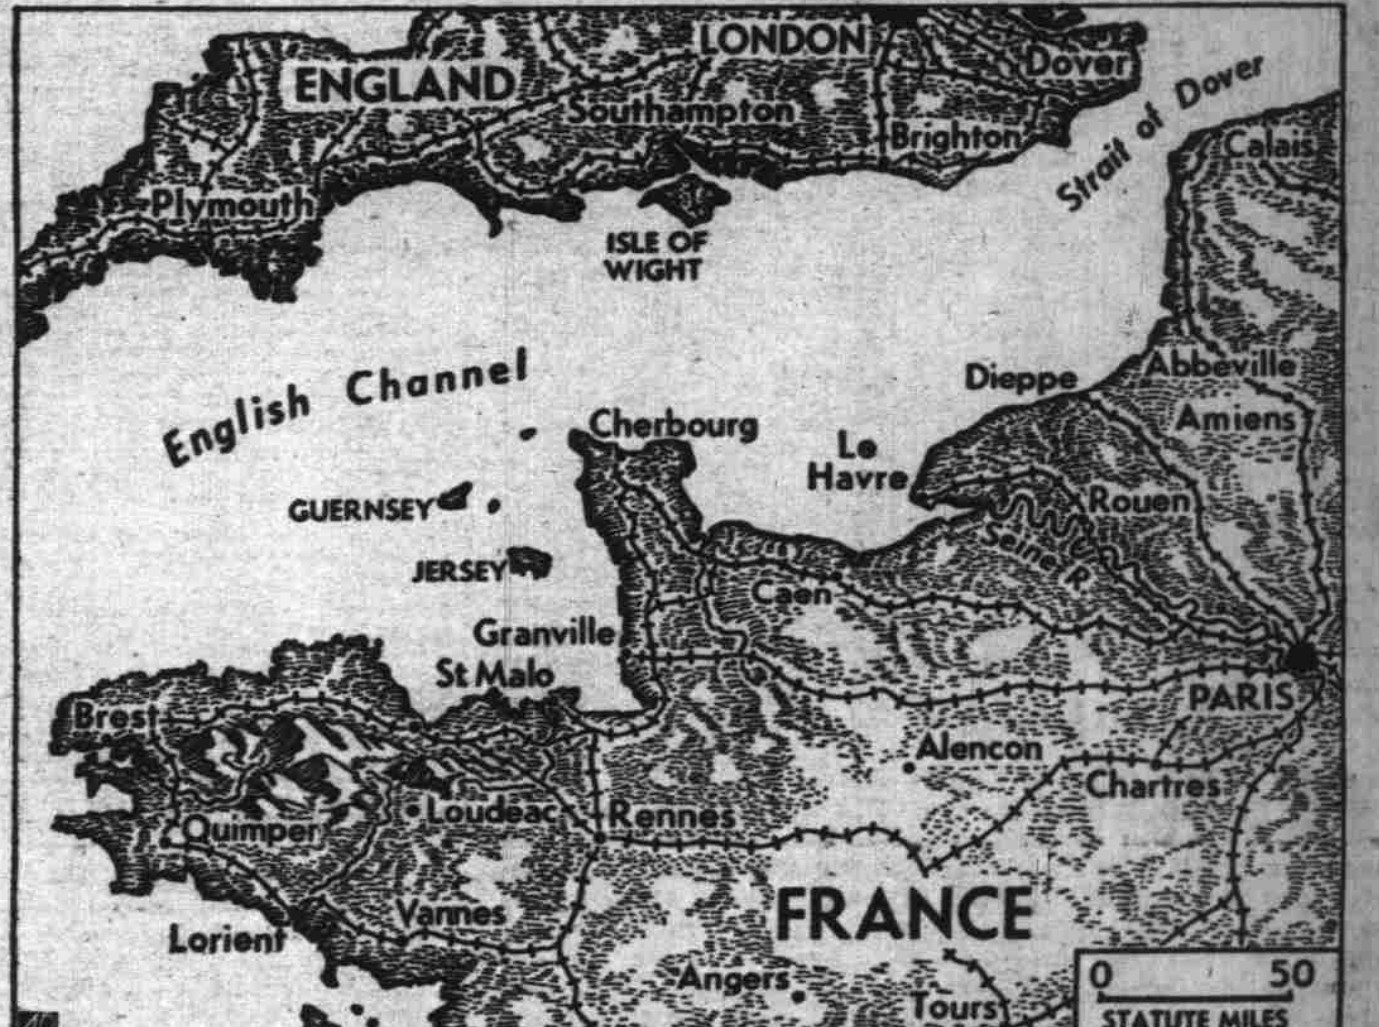 LONDON
ENGLAND
Dover
Southampton
Brighton
Strait of Dover
Calais
Plymouth
ISLE OF
WIGHT
English Channel
Dieppe
Abbeville
Cherbourg
Amiens
Le
Havre
GUERNSEY
Rouen
Seine R.
JERSEY
Caen
Granville
St Malo
PARIS
Brest
Alencon
Chartres
Loudeac
Rennes
Quimper
FRANCE
Vannes
Lorient
Angers
Tours
0 50
STATUTE MILES